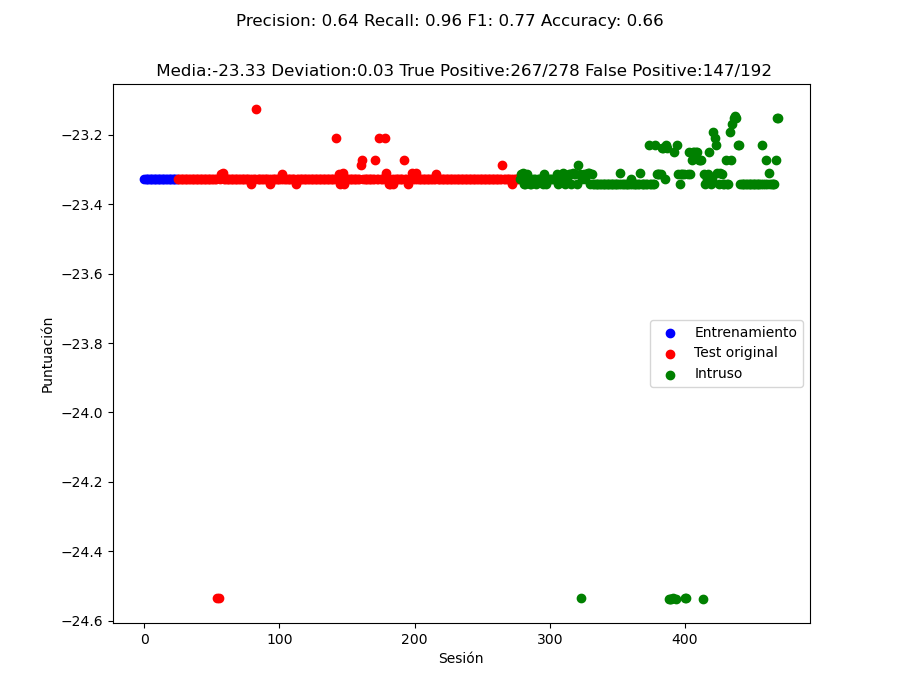 Precision: 0.64 Recall: 0.96 F1: 0.77 Accuracy: 0.66
Media:-23.33 Deviation:0.03 True Positive:267/278 False Positive:147/192
−23.2
−23.4
−23.6
−23.8
−24.0
−24.2
−24.4
−24.6
Puntuación
Entrenamiento
Test original
Intruso
0
100
200
300
400
Sesión